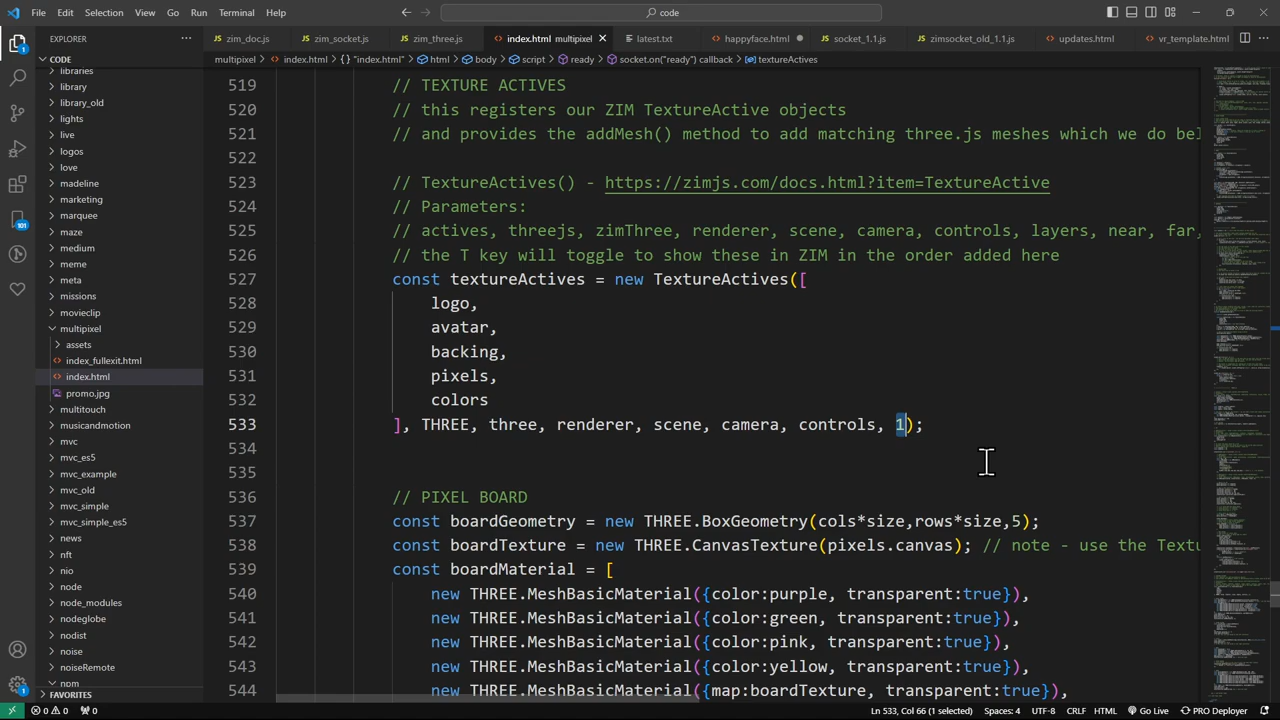 File Edit Selection View Go Run Terminal Help
code
EXPLORER
zim_doc.js
zim_socket.js
zim_three.js
index.html multipixel
latest.txt
happyface.html
socket_1.1.js
zimsocket_old_1.1.js
updates.html
vr_template.html
CODE
multipixel > index.html > "index.html" > html > body > script > ready > socket.on("ready") callback > textureActives
libraries
library
library_old
lights
live
logos
love
madeline
marketing
marquee
maze
medium
meme
meta
missions
movieclip
multipixel
assets
index_fullexit.html
index.html
promo.jpg
multitouch
musicandmotion
mvc
mvc_es5
mvc_example
mvc_old
mvc_simple
mvc_simple_es5
news
nft
nio
node
node_modules
nodeglobe
nodist
noise
noiseRemote
npm
FAVORITES
519 // TEXTURE ACTIVES
520 // this registers our ZIM TextureActive objects
521 // and provides the addMesh() method to add matching three.js meshes which we do bel
522
523 // TextureActives() - https://zimjs.com/docs.html?item=TextureActive
524 // Parameters:
525 // actives, threejs, zimThree, renderer, scene, camera, controls, layers, near, far,
526 // the t key will toggle to show these in ZIM in the order added here
527 const textureActives = new TextureActives([
528 logo,
529 avatar,
530 locking,
531 pixels,
532 colors
533 ], THREE, three, renderer, scene, camera, controls, 1);
534
535
536 // PIXEL BOARD
537 const boardGeometry = new THREE.BoxGeometry(cols*size,rows*size,5);
538 const boardTexture = new THREE.CanvasTexture(pixels.canvas); // note - use the Text
539 const boardMaterial = [
540 new THREE.MeshBasicMaterial({color:purple, transparent:true}),
541 new THREE.MeshBasicMaterial({color:green, transparent:true}),
542 new THREE.MeshBasicMaterial({color:blue, transparent:true}),
543 new THREE.MeshBasicMaterial({color:yellow, transparent:true}),
544 new THREE.MeshBasicMaterial({map:boardTexture, transparent:true}),
1
101
0 0 0
Ln 533, Col 66 (1 selected) Spaces: 4 UTF-8 CRLF HTML Go Live PRO Deployer